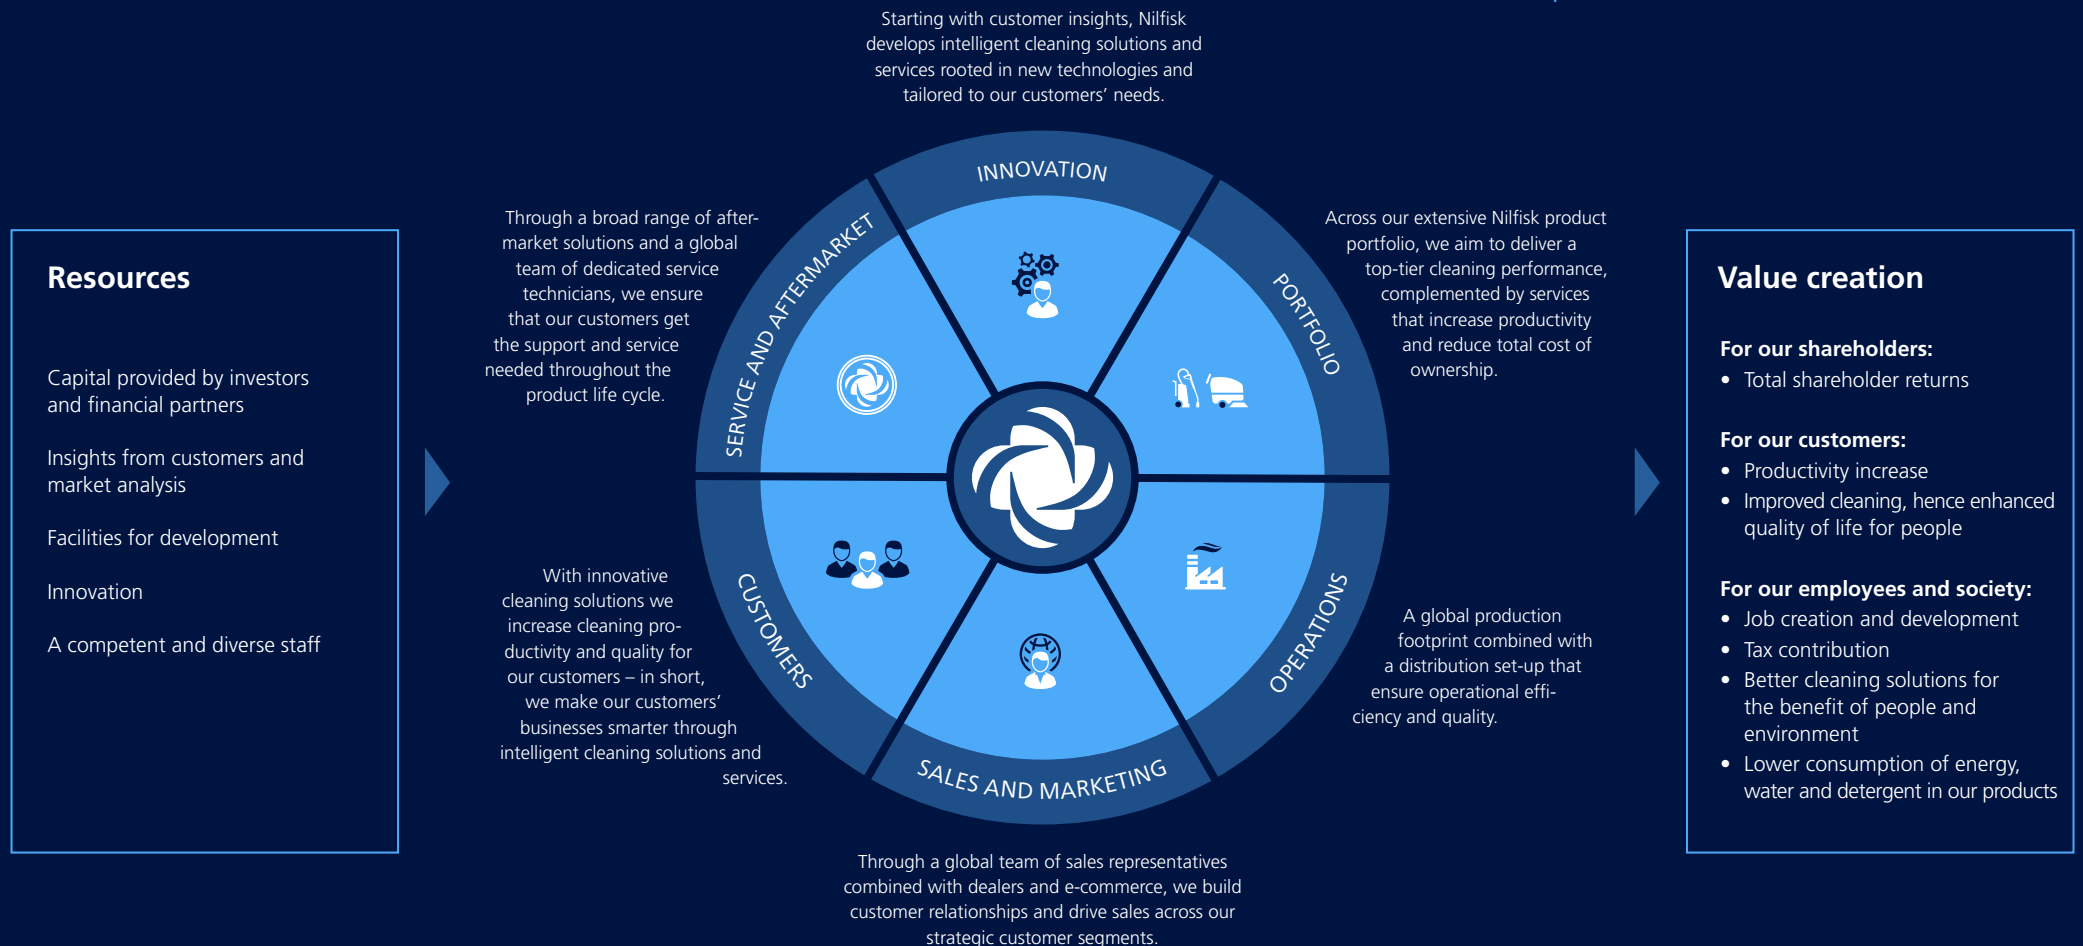 Starting with customer insights, Nilfisk
develops intelligent cleaning solutions and
services rooted in new technologies and
tailored to our customers’ needs.
Resources
Capital provided by investors
and financial partners
Insights from customers and
market analysis
Facilities for development
Innovation
A competent and diverse staff
Through a broad range of after-
market solutions and a global
team of dedicated service
technicians, we ensure
that our customers get
the support and service
needed throughout the
product life cycle.
With innovative
cleaning solutions we
increase cleaning pro-
ductivity and quality for
our customers – in short,
we make our customers’
businesses smarter through
intelligent cleaning solutions and
services.
INNOVATION
PORTFOLIO
OPERATIONS
SALES AND MARKETING
CUSTOMERS
SERVICE AND AFTERMARKET
Across our extensive Nilfisk product
portfolio, we aim to deliver a
top-tier cleaning performance,
complemented by services
that increase productivity
and reduce total cost of
ownership.
A global production
footprint combined with
a distribution set-up that
ensure operational effi-
ciency and quality.
Through a global team of sales representatives
combined with dealers and e-commerce, we build
customer relationships and drive sales across our
strategic customer segments.
Value creation
For our shareholders:
• Total shareholder returns
For our customers:
• Productivity increase
• Improved cleaning, hence enhanced
quality of life for people
For our employees and society:
• Job creation and development
• Tax contribution
• Better cleaning solutions for
the benefit of people and
environment
• Lower consumption of energy,
water and detergent in our products